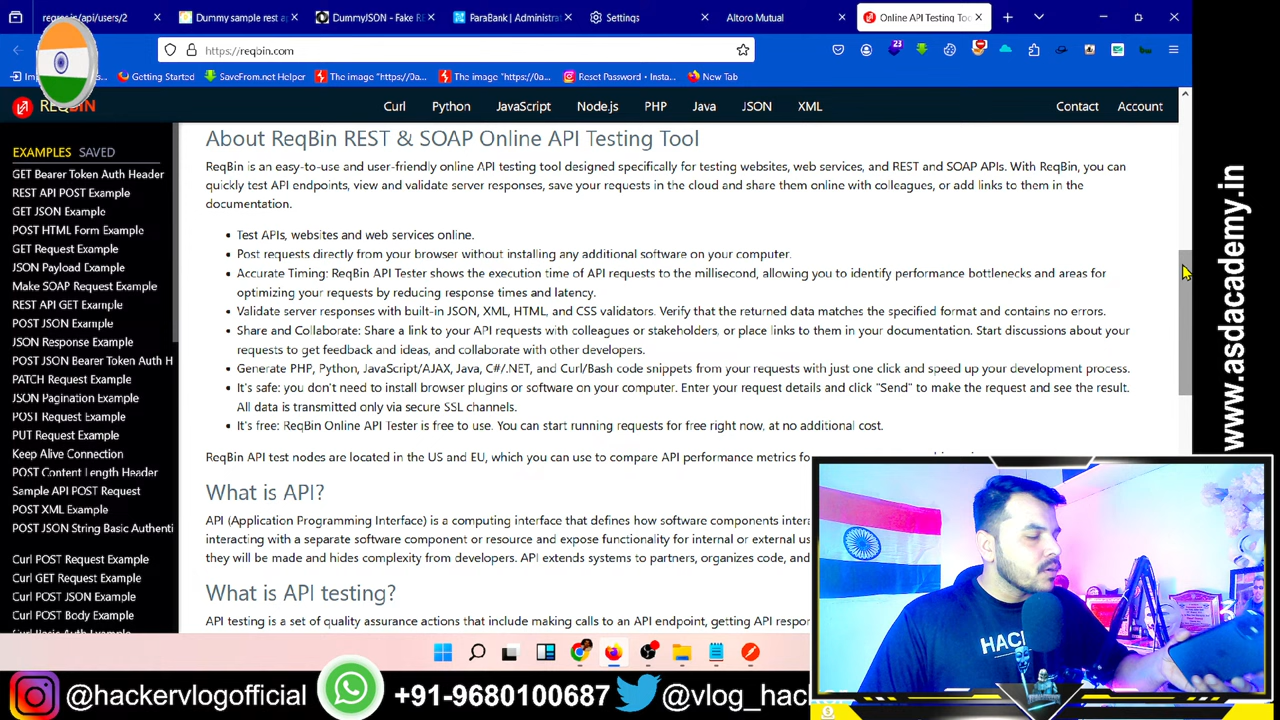 reqres.in/api/users/2
Dummy sample rest a
DummyJSON - Fake R
ParaBank | Administra
Settings
Altoro Mutual
Online API Testing Too
https://reqbin.com
23
Getting Started
SaveFrom.net Helper
The image "https://0a...
The image "https://0a...
Reset Password • Insta...
New Tab
Curl
Python
JavaScript
Node.js
PHP
Java
JSON
XML
Contact
Account
EXAMPLES SAVED
GET Bearer Token Auth Header
REST API POST Example
GET JSON Example
POST HTML Form Example
GET Request Example
JSON Payload Example
Make SOAP Request Example
REST API GET Example
POST JSON Example
JSON Response Example
POST JSON Bearer Token Auth H
PATCH Request Example
JSON Pagination Example
POST Request Example
PUT Request Example
Keep Alive Connection
POST Content Length Header
Sample API POST Request
POST XML Example
POST JSON String Basic Authenti
Curl POST Request Example
Curl GET Request Example
Curl POST JSON Example
Curl POST Body Example
About ReqBin REST & SOAP Online API Testing Tool
ReqBin is an easy-to-use and user-friendly online API testing tool designed specifically for testing websites, web services, and REST and SOAP APIs. With ReqBin, you can
quickly test API endpoints, view and validate server responses, save your requests in the cloud and share them online with colleagues, or add links to them in the
documentation.
• Test APIs, websites and web services online.
• Post requests directly from your browser without installing any additional software on your computer.
• Accurate Timing: ReqBin API Tester shows the execution time of API requests to the millisecond, allowing you to identify performance bottlenecks and areas for
optimizing your requests by reducing response times and latency.
• Validate server responses with built-in JSON, XML, HTML, and CSS validators. Verify that the returned data matches the specified format and contains no errors.
• Share and Collaborate: Share a link to your API requests with colleagues or stakeholders, or place links to them in your documentation. Start discussions about your
requests to get feedback and ideas, and collaborate with other developers.
• Generate PHP, Python, JavaScript/AJAX, Java, C#/.NET, and Curl/Bash code snippets from your requests with just one click and speed up your development process.
• It's safe: you don't need to install browser plugins or software on your computer. Enter your request details and click "Send" to make the request and see the result.
All data is transmitted only via secure SSL channels.
• It's free: ReqBin Online API Tester is free to use. You can start running requests for free right now, at no additional cost.
ReqBin API test nodes are located in the US and EU, which you can use to compare API performance metrics
What is API?
API (Application Programming Interface) is a computing interface that defines how software components
interacting with a separate software component or resource and expose functionality for internal or external
they will be made and hides complexity from developers. API extends systems to partners, organizes code, and
What is API testing?
API testing is a set of quality assurance actions that include making calls to an API endpoint, getting API
www.asdacademy.in
HACK
@hackervlogofficial
+91-9680100687
@vlog_hac